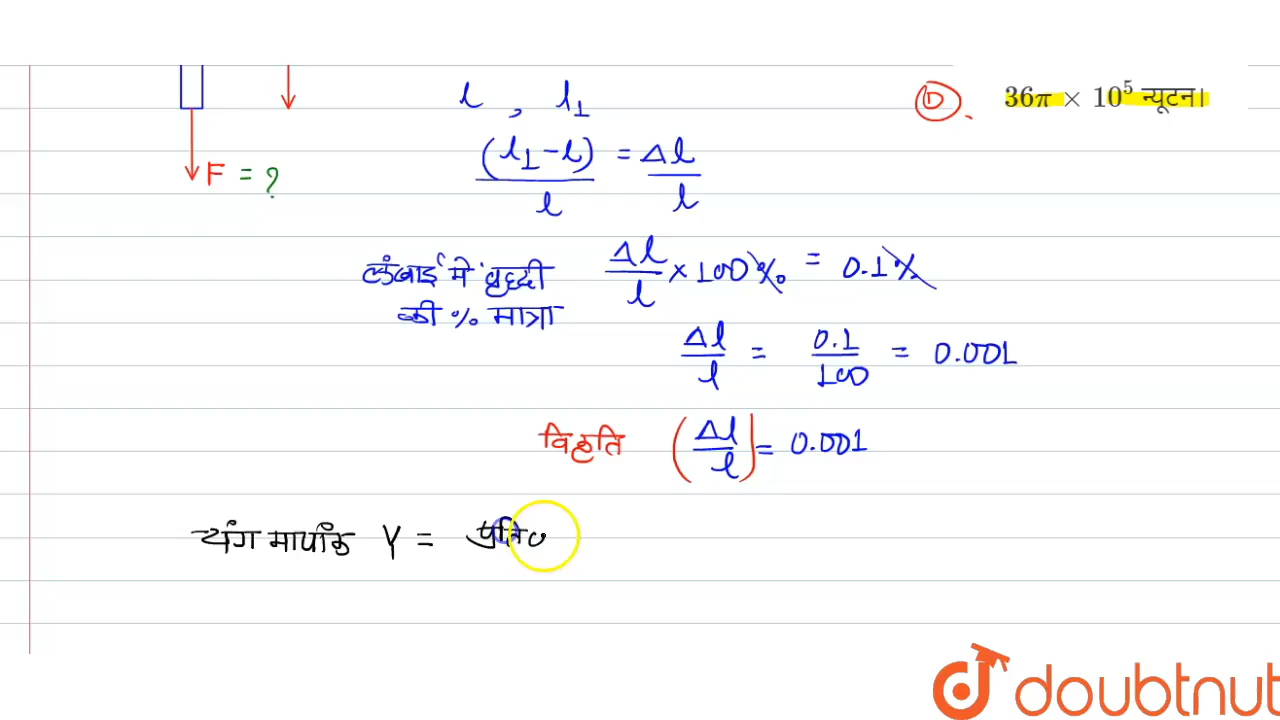 l , l₁
Ⓓ. 36π × 10⁵ न्यूटन।
(l₁-l)/l = Δl/l
F = ?
लंबाई में वृद्धी Δl/l × 100 % = 0.1 %
की % मात्रा
Δl/l = 0.1/100 = 0.001
विकृति (Δl/l) = 0.001
यंग मापांक Y = प्रति
doubtnut